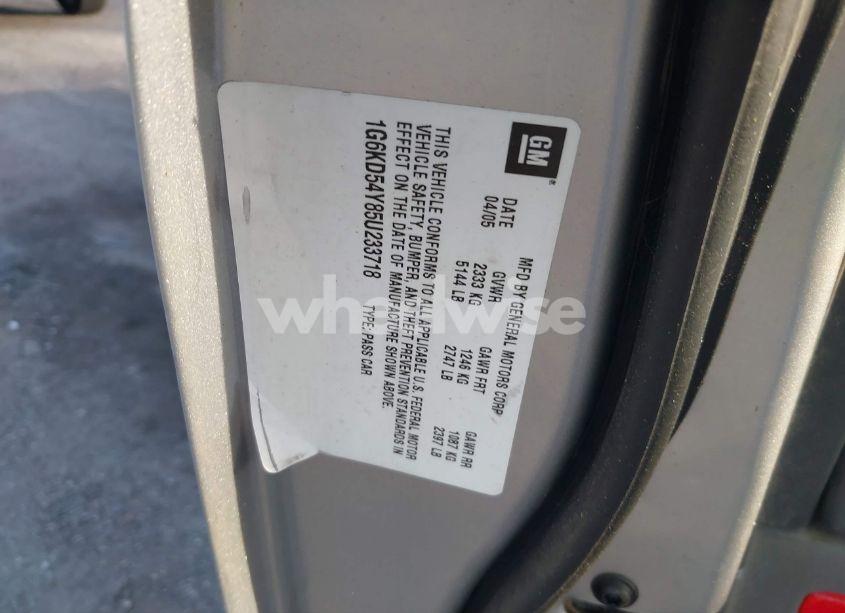 GM
MFD BY GENERAL MOTORS CORP
DATE GVWR GAWR FRT GAWR RR
04/05 2333 KG 1246 KG 1087 KG
5144 LB 2747 LB 2397 LB
THIS VEHICLE CONFORMS TO ALL APPLICABLE U.S. FEDERAL MOTOR
VEHICLE SAFETY, BUMPER, AND THEFT PREVENTION STANDARDS IN
EFFECT ON THE DATE OF MANUFACTURE SHOWN ABOVE.
1G6KD54Y85U233718 TYPE: PASS CAR
wheelwise